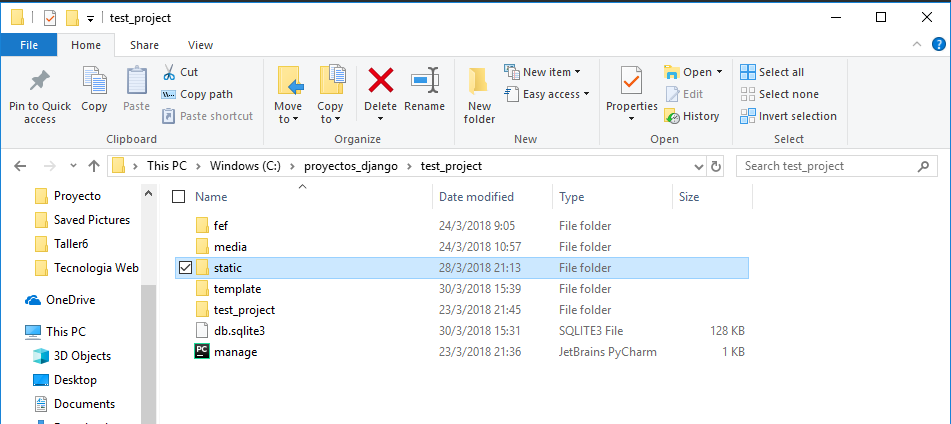 test_project
File Home Share View
Pin to Quick access
Copy
Paste
Cut
Copy path
Paste shortcut
Clipboard
Move to
Copy to
Delete
Rename
Organize
New folder
New item
Easy access
New
Properties
Open
Edit
History
Open
Select all
Select none
Invert selection
Select
This PC Windows (C:) proyectos_django test_project
Search test_project
Proyecto
Saved Pictures
Taller6
Tecnologia Web
OneDrive
This PC
3D Objects
Desktop
Documents
Name Date modified Type Size
fef 24/3/2018 9:05 File folder
media 24/3/2018 10:57 File folder
static 28/3/2018 21:13 File folder
template 30/3/2018 15:39 File folder
test_project 23/3/2018 21:45 File folder
db.sqlite3 30/3/2018 15:31 SQLITE3 File 128 KB
PC manage 23/3/2018 21:36 JetBrains PyCharm 1 KB